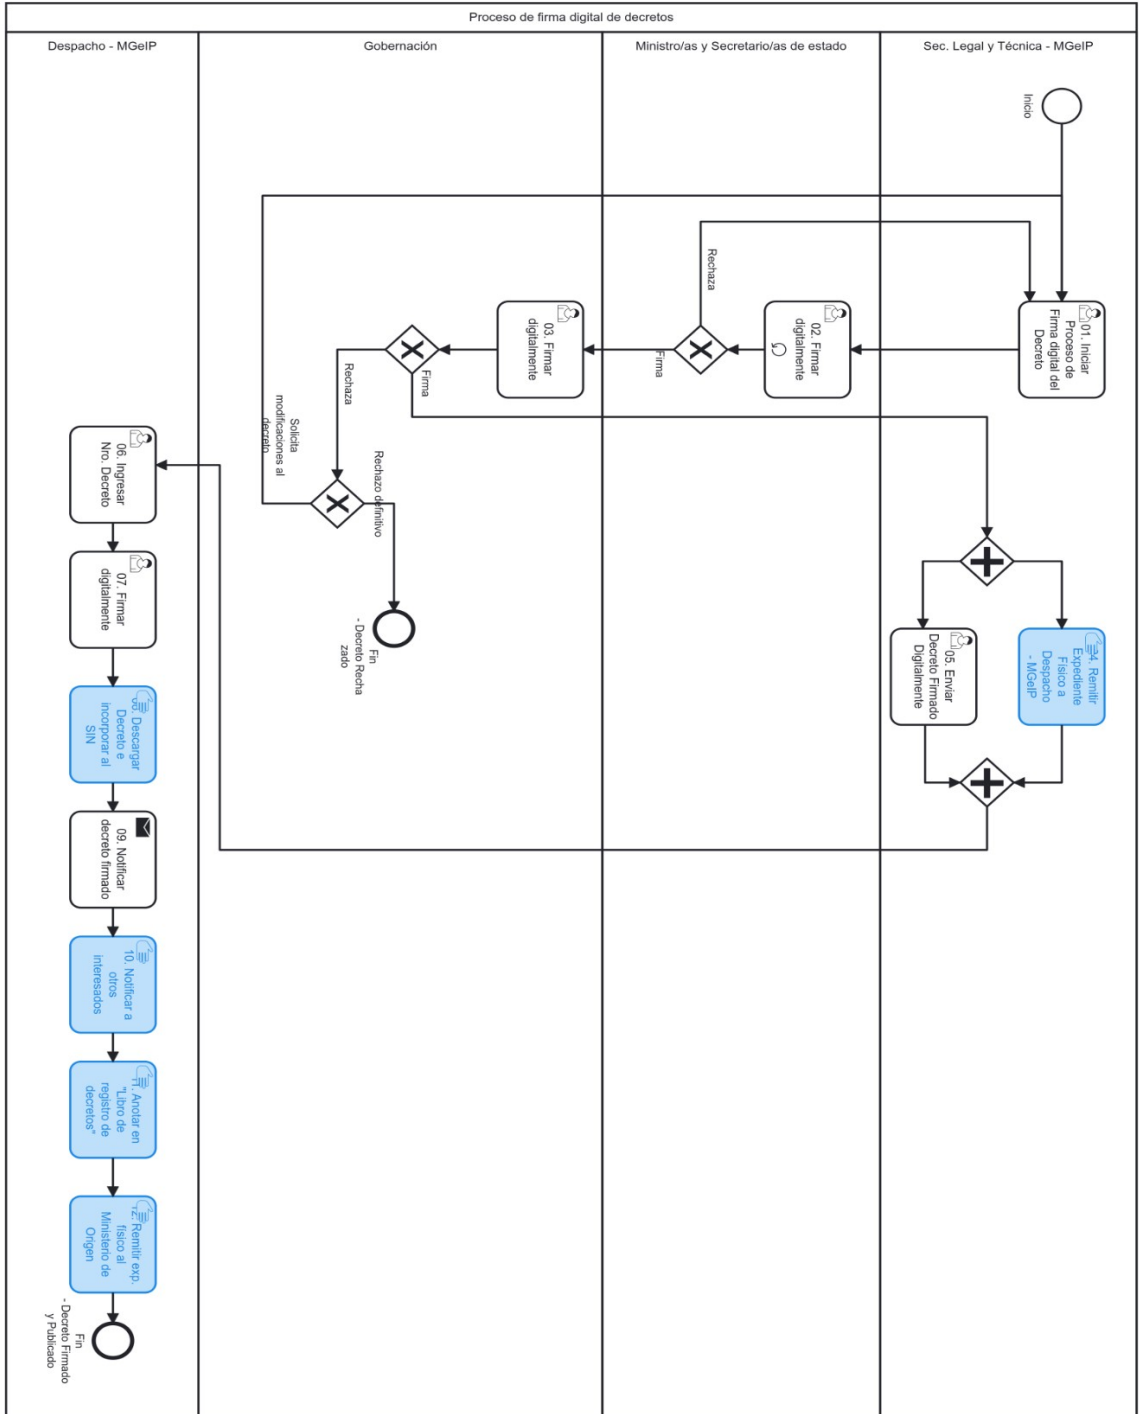 Proceso de firma digital de decretos
Despacho - MGeIP
Gobernación
Ministro/as y Secretario/as de estado
Sec. Legal y Técnica - MGeIP
Inicio
01. Iniciar
Proceso de
Firma digital del
Decreto
02. Firmar
digitalmente
Rechaza
Firma
03. Firmar
digitalmente
Firma
Rechaza
Solicita
modificaciones al
decreto
Rechazo definitivo
Fin
- Decreto Recha
zado
04. Remitir
Expediente
Físico a
Despacho
- MGeIP
05. Enviar
Decreto Firmado
Digitalmente
06. Ingresar
Nro. Decreto
07. Firmar
digitalmente
08. Descargar
Decreto e
incorporar al
SIN
09. Notificar
decreto firmado
10. Notificar a
otros
interesados
11. Anotar en
"Libro de
registro de
decretos"
12. Remitir exp.
físico al
Ministerio de
Origen
Fin
- Decreto Firmado
y Publicado